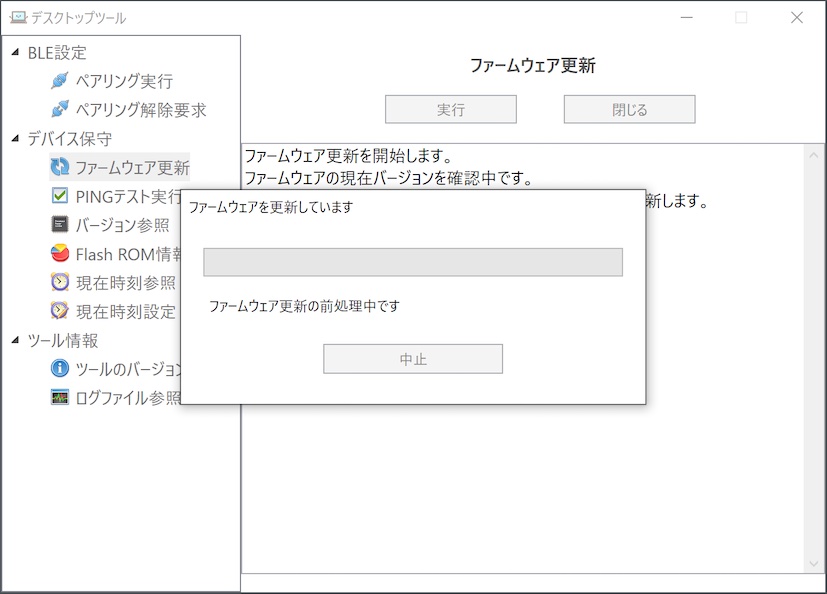 デスクトップツール
BLE設定
ペアリング実行
ペアリング解除要求
デバイス保守
ファームウェア更新
PINGテスト実行
バージョン参照
Flash ROM情報
現在時刻参照
現在時刻設定
ツール情報
ツールのバージョン
ログファイル参照
ファームウェア更新
実行
閉じる
ファームウェア更新を開始します。
ファームウェアの現在バージョンを確認中です。
新します。
ファームウェアを更新しています
ファームウェア更新の前処理中です
中止